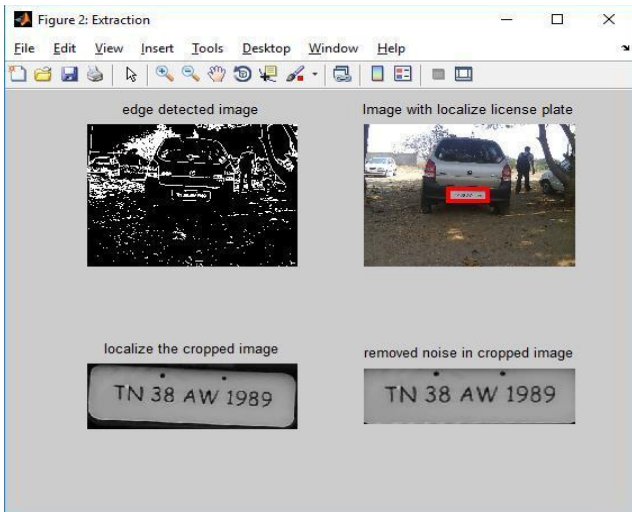 Figure 2: Extraction
File Edit View Insert Tools Desktop Window Help
edge detected image
Image with localize license plate
localize the cropped image
TN 38 AW 1989
removed noise in cropped image
TN 38 AW 1989